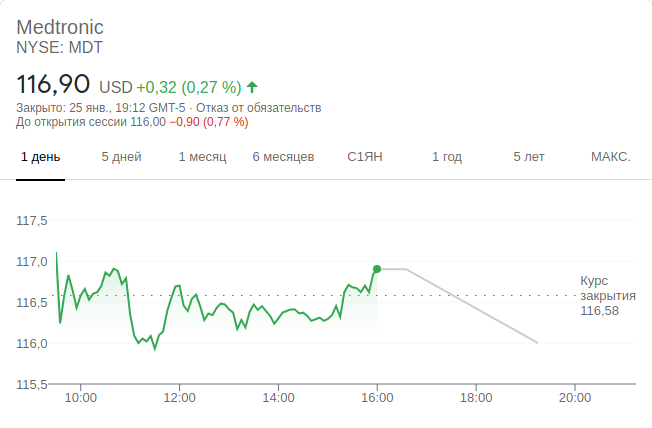 Medtronic
NYSE: MDT
116,90 USD +0,32 (0,27 %)
Закрыто: 25 янв., 19:12 GMT-5 · Отказ от обязательств
До открытия сессии 116,00 −0,90 (0,77 %)
1 день 5 дней 1 месяц 6 месяцев С1ЯН 1 год 5 лет МАКС.
117,5
117,0
116,5
116,0
115,5
Курс
закрытия
116,58
10:00 12:00 14:00 16:00 18:00 20:00